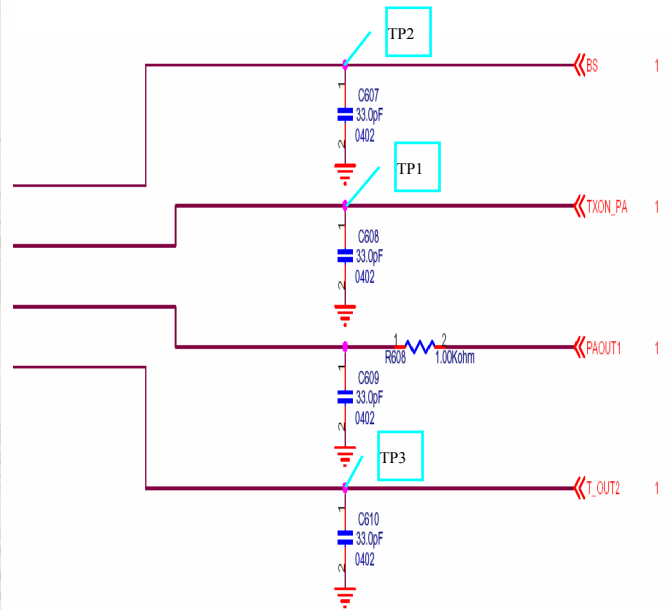 TP2
BS 1
1
C607
33.0pF
0402
2
TP1
TXON_PA 1
1
C608
33.0pF
0402
2
1 2
R608 1.00Kohm
PAOUT1 1
1
C609
33.0pF
0402
2
TP3
T_OUT2 1
1
C610
33.0pF
0402
2